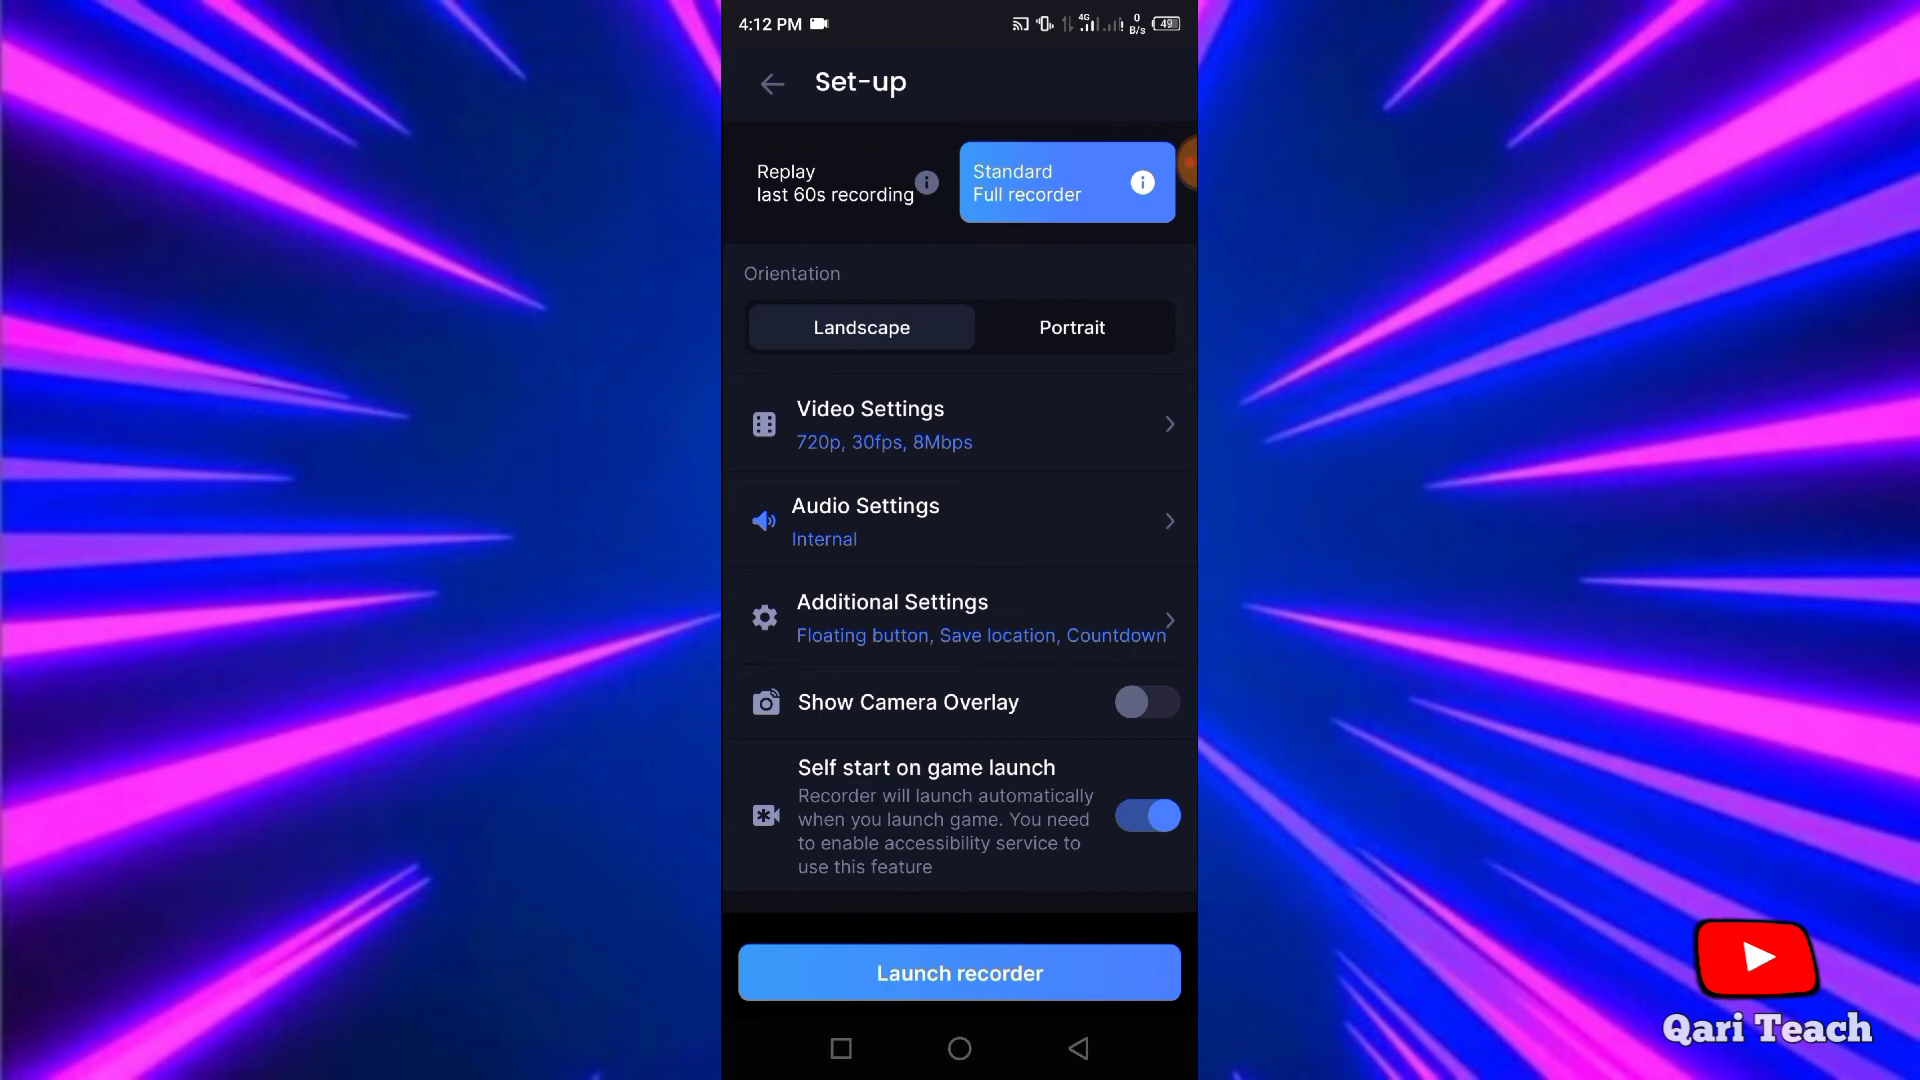 4:12 PM
4G
0
B/s
49
Set-up
Replay
last 60s recording
Standard
Full recorder
Orientation
Landscape
Portrait
Video Settings
720p, 30fps, 8Mbps
Audio Settings
Internal
Additional Settings
Floating button, Save location, Countdown
Show Camera Overlay
Self start on game launch
Recorder will launch automatically
when you launch game. You need
to enable accessibility service to
use this feature
Launch recorder
Qari Teach